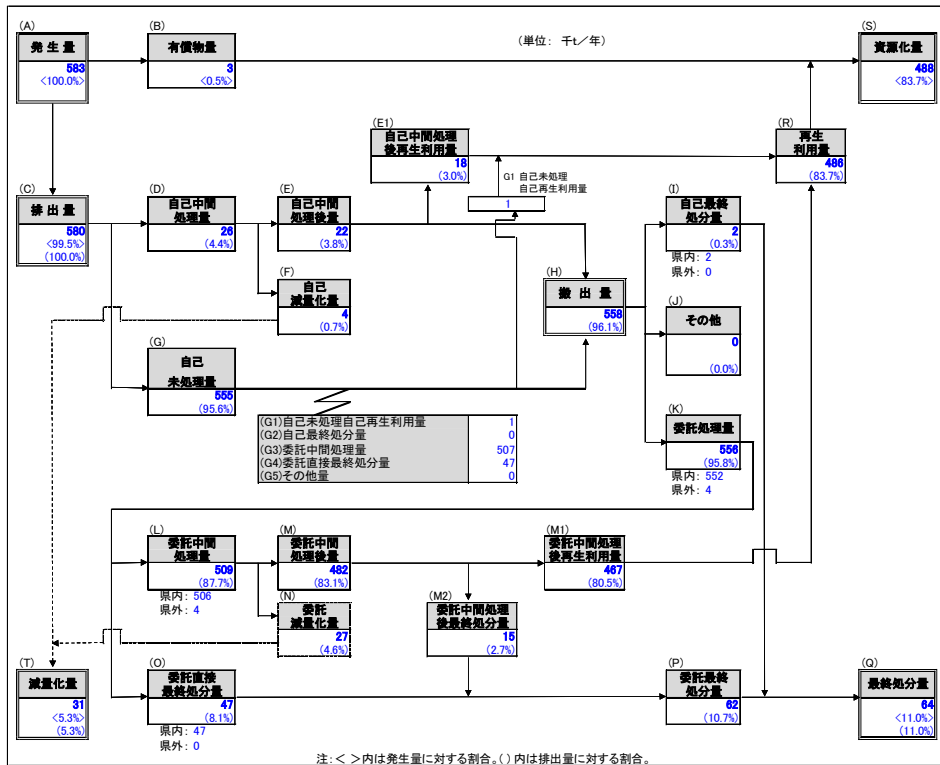 (A)
発 生 量
583
<100.0%>
(B)
有償物量
3
<0.5%>
(単位: 千t/年)
(S)
資源化量
488
<83.7%>
(E1)
自己中間処理
後再生利用量
18
(3.0%)
G1 自己未処理
自己再生利用量
1
(R)
再生
利用量
486
(83.7%)
(C)
排 出 量
580
<99.5%>
(100.0%)
(D)
自己中間
処理量
26
(4.4%)
(E)
自己中間
処理後量
22
(3.8%)
(F)
自己
減量化量
4
(0.7%)
(G)
自己
未処理量
555
(95.6%)
(G1)自己未処理自己再生利用量 1
(G2)自己最終処分量 0
(G3)委託中間処理量 507
(G4)委託直接最終処分量 47
(G5)その他量 0
(H)
搬 出 量
558
(96.1%)
(I)
自己最終
処分量
2
(0.3%)
県内: 2
県外: 0
(J)
その他
0
(0.0%)
(K)
委託処理量
556
(95.8%)
県内: 552
県外: 4
(L)
委託中間
処理量
509
(87.7%)
県内: 506
県外: 4
(M)
委託中間
処理後量
482
(83.1%)
(N)
委託
減量化量
27
(4.6%)
(M1)
委託中間処理
後再生利用量
467
(80.5%)
(M2)
委託中間処理
後最終処分量
15
(2.7%)
(T)
減量化量
31
<5.3%>
(5.3%)
(O)
委託直接
最終処分量
47
(8.1%)
県内: 47
県外: 0
(P)
委託最終
処分量
62
(10.7%)
(Q)
最終処分量
64
<11.0%>
(11.0%)
注:< >内は発生量に対する割合。( )内は排出量に対する割合。